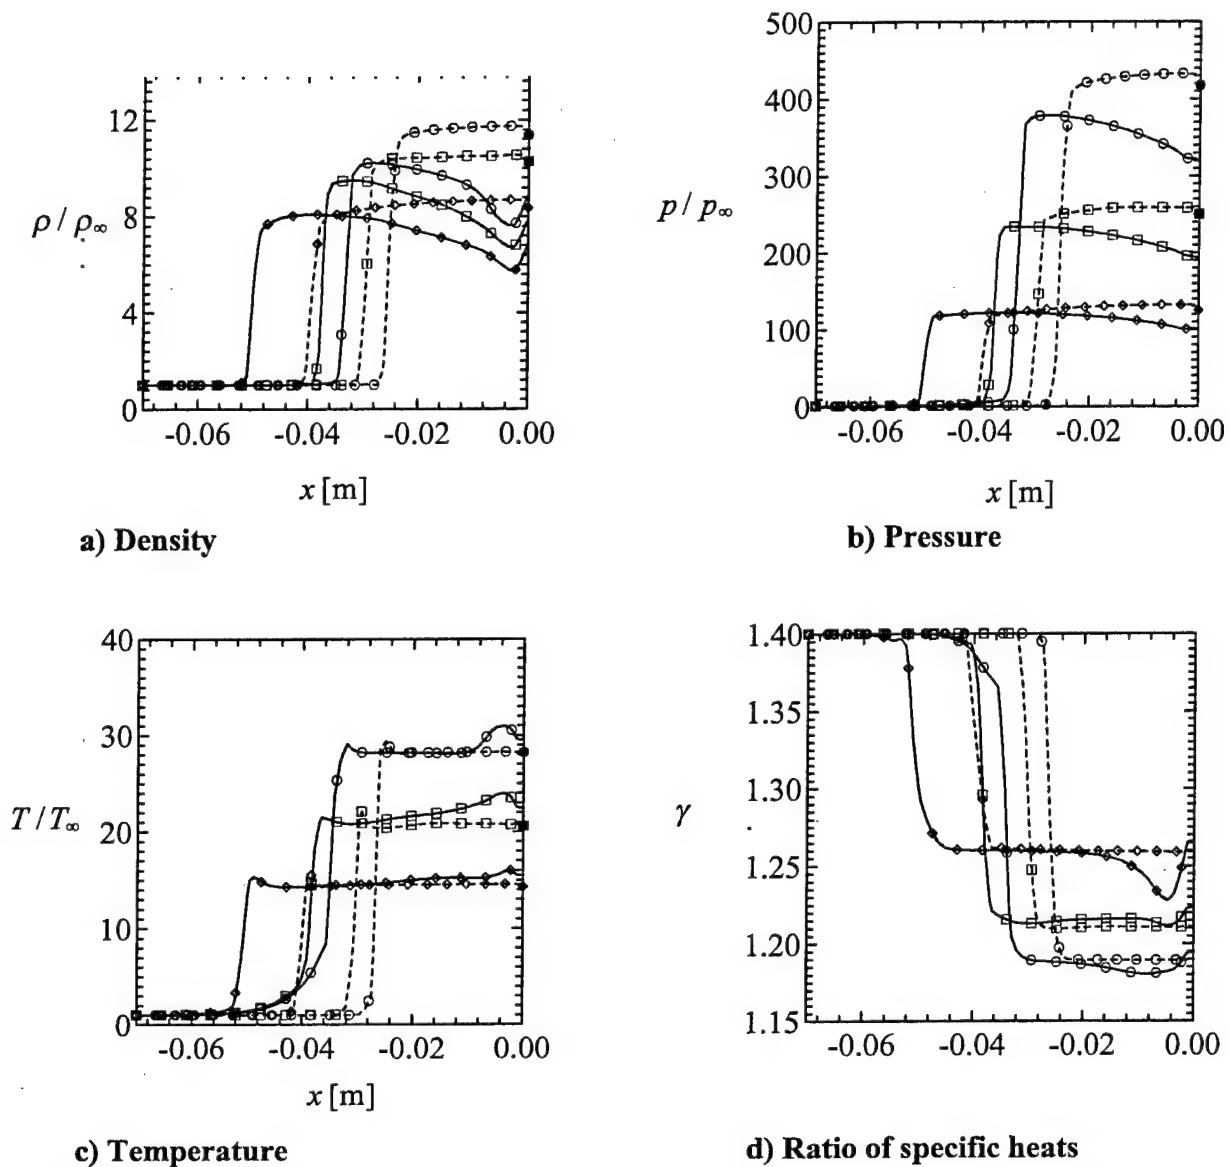 12
8
4
0
ρ / ρ∞
-0.06 -0.04 -0.02 0.00
x [m]
a) Density
500
400
300
200
100
0
p / p∞
-0.06 -0.04 -0.02 0.00
x [m]
b) Pressure
40
30
20
10
0
T / T∞
-0.06 -0.04 -0.02 0.00
x [m]
c) Temperature
1.40
1.35
1.30
1.25
1.20
1.15
γ
-0.06 -0.04 -0.02 0.00
d) Ratio of specific heats